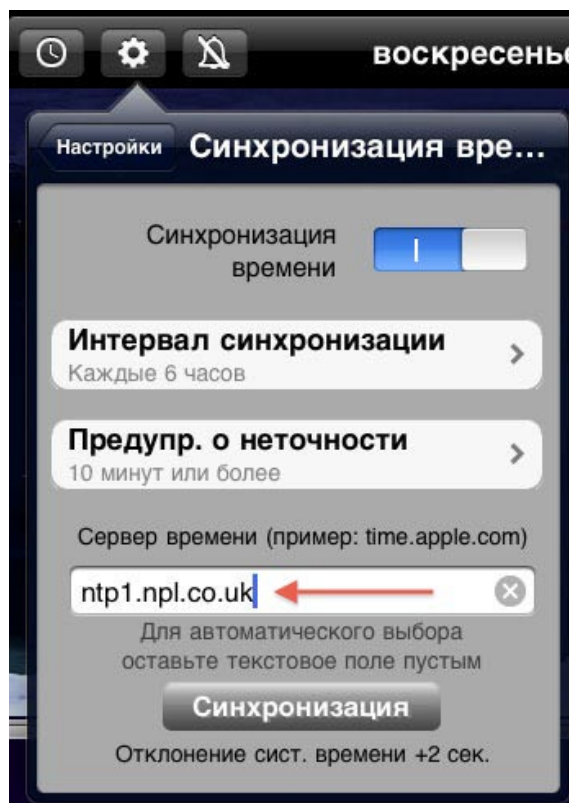 воскресенье
Настройки Синхронизация вре...
Синхронизация
времени
Интервал синхронизации
Каждые 6 часов
Предупр. о неточности
10 минут или более
Сервер времени (пример: time.apple.com)
ntp1.npl.co.uk
Для автоматического выбора
оставьте текстовое поле пустым
Синхронизация
Отклонение сист. времени +2 сек.